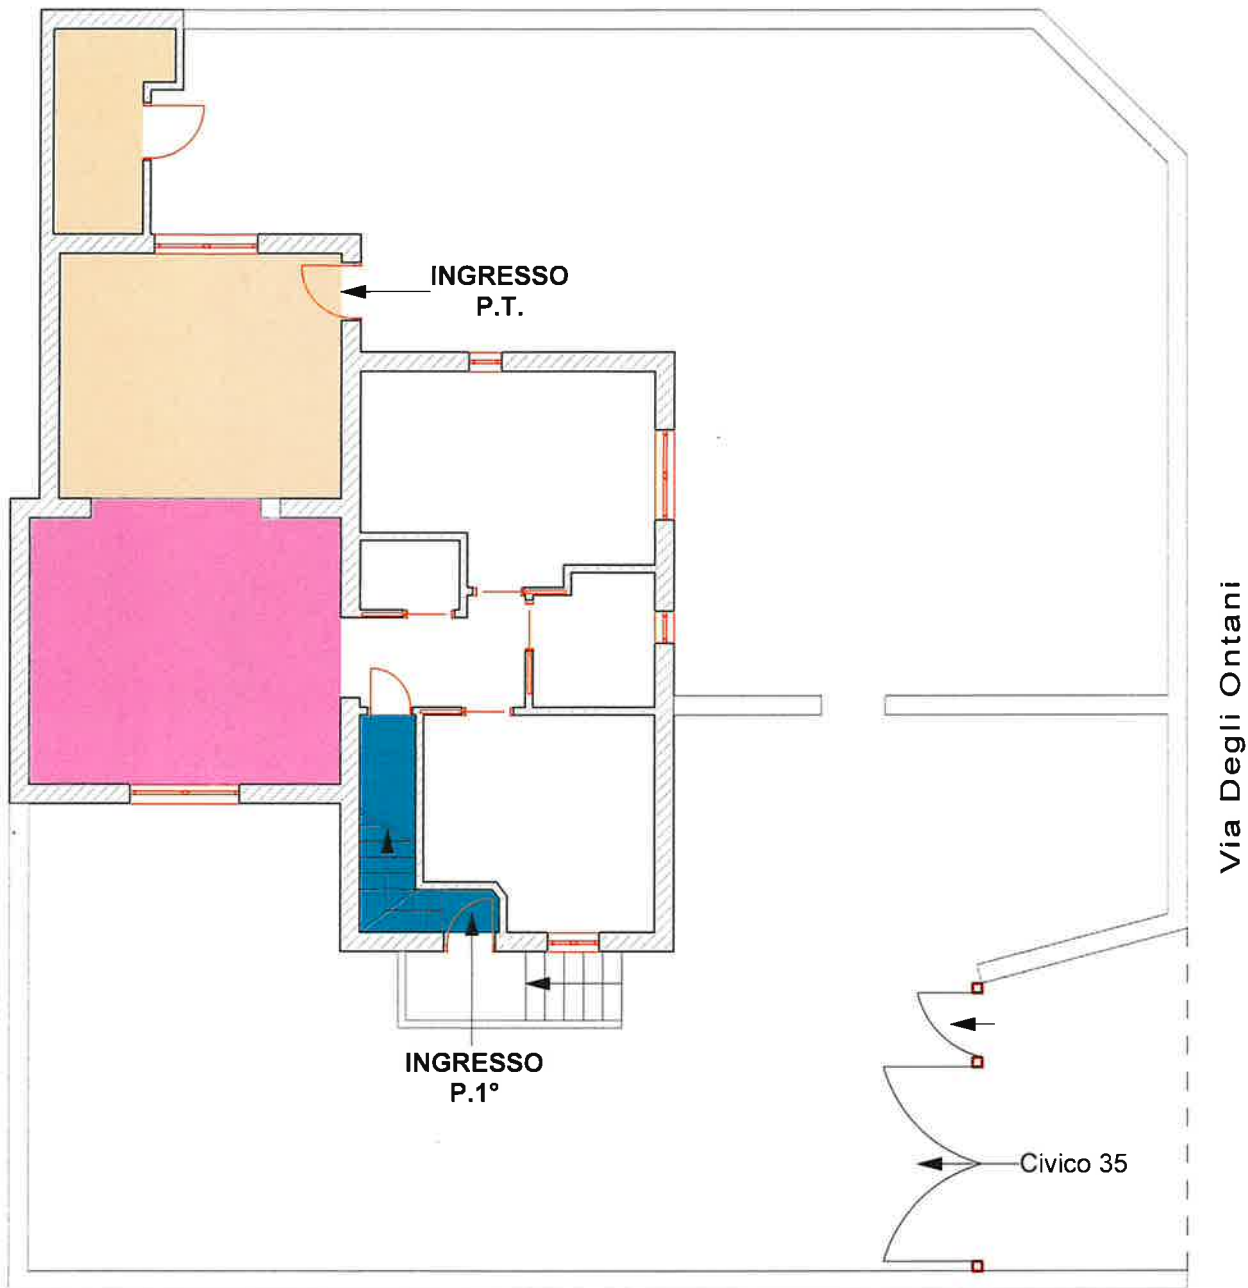 INGRESSO
P.T.
Via Degli Ontani
INGRESSO
P.1°
Civico 35